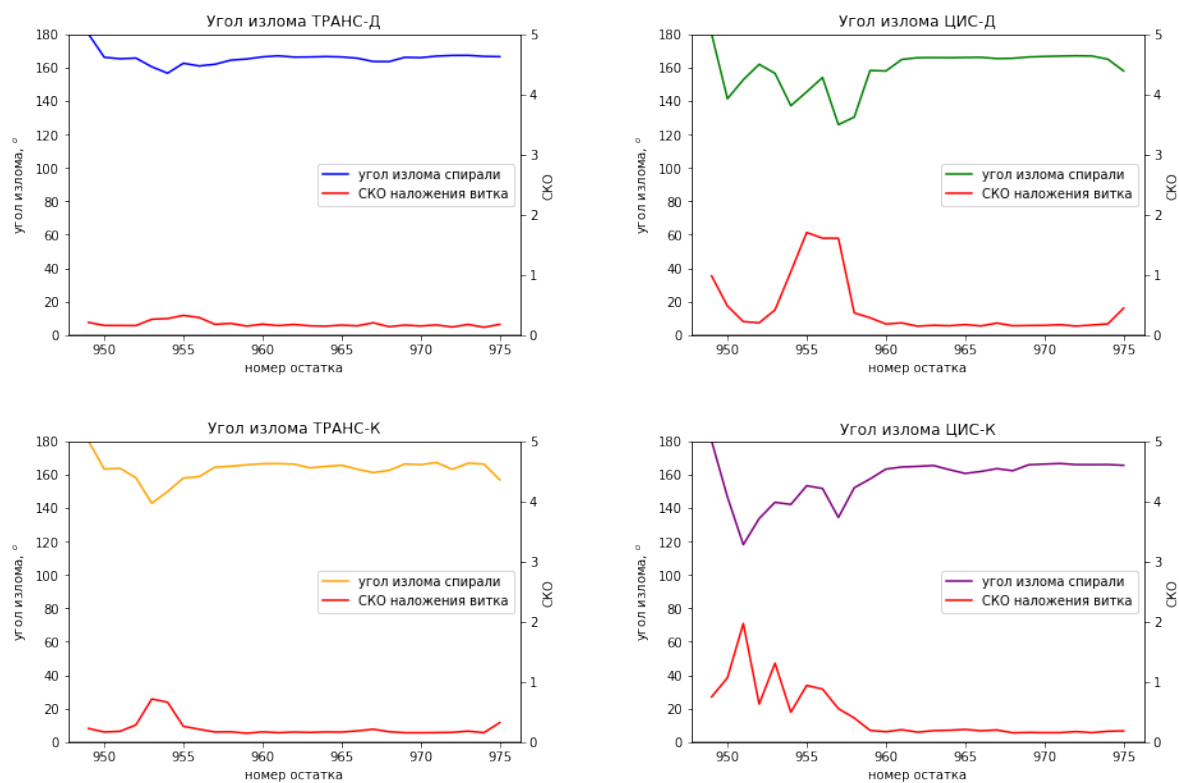 Угол излома ТРАНС-Д
180
160
140
120
100
80
60
40
20
0
5
4
3
2
1
0
угол излома, °
СКО
угол излома спирали
СКО наложения витка
950 955 960 965 970 975
номер остатка
Угол излома ЦИС-Д
180
160
140
120
100
80
60
40
20
0
5
4
3
2
1
0
угол излома, °
СКО
угол излома спирали
СКО наложения витка
950 955 960 965 970 975
номер остатка
Угол излома ТРАНС-К
180
160
140
120
100
80
60
40
20
0
5
4
3
2
1
0
угол излома, °
СКО
угол излома спирали
СКО наложения витка
950 955 960 965 970 975
номер остатка
Угол излома ЦИС-К
180
160
140
120
100
80
60
40
20
0
5
4
3
2
1
0
угол излома, °
СКО
угол излома спирали
СКО наложения витка
950 955 960 965 970 975
номер остатка